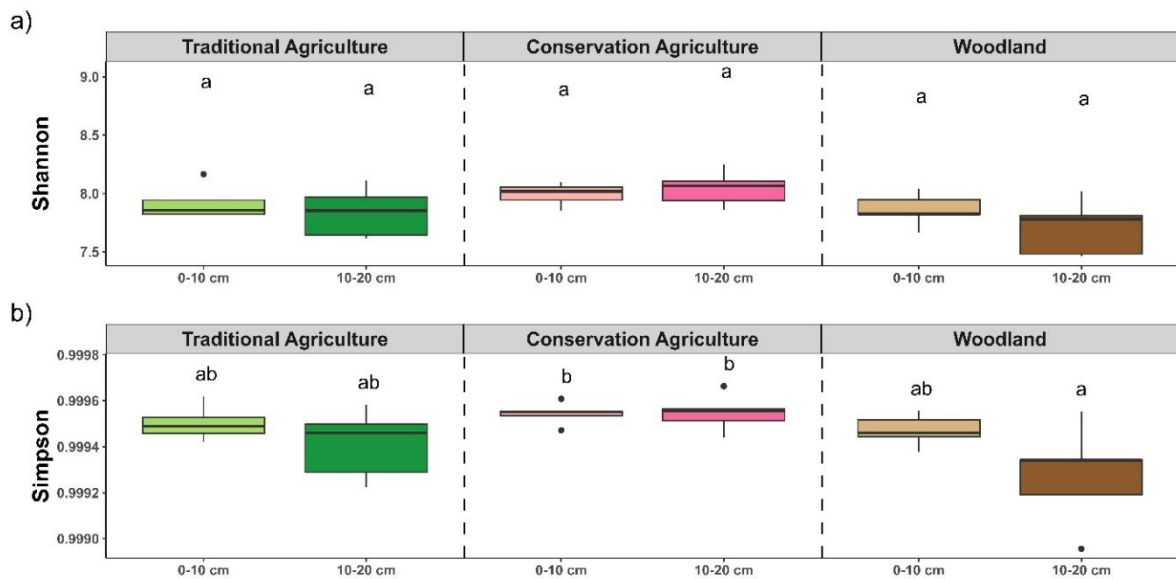 a)
Traditional Agriculture Conservation Agriculture Woodland
Shannon
9.0
8.5
8.0
7.5
a a a a a a
0-10 cm 10-20 cm 0-10 cm 10-20 cm 0-10 cm 10-20 cm
b)
Traditional Agriculture Conservation Agriculture Woodland
Simpson
0.9998
0.9996
0.9994
0.9992
0.9990
ab ab b b ab a
0-10 cm 10-20 cm 0-10 cm 10-20 cm 0-10 cm 10-20 cm